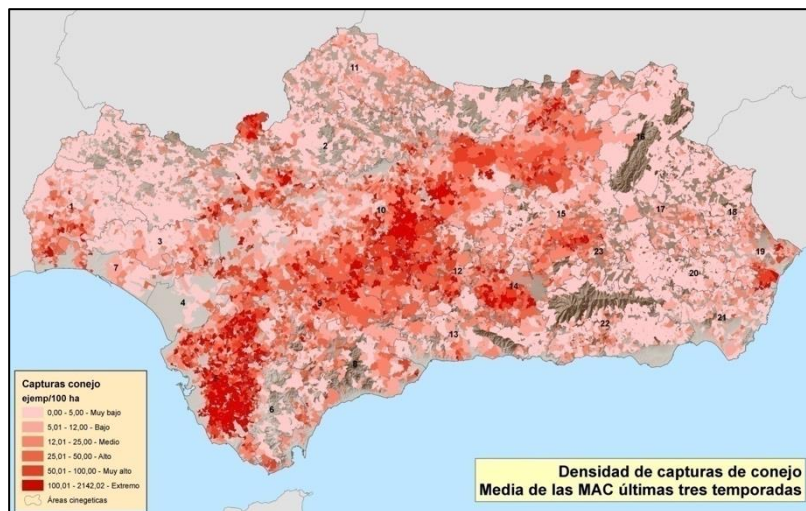 11
2
16
1
10
15
17
18
3
23
19
7
12
20
4
14
9
21
22
13
8
6
Capturas conejo
ejemp/100 ha
0,00 - 5,00 - Muy bajo
5,01 - 12,00 - Bajo
12,01 - 25,00 - Medio
25,01 - 50,00 - Alto
50,01 - 100,00 - Muy alto
100,01 - 2142,02 - Extremo
Áreas cinegeticas
Densidad de capturas de conejo
Media de las MAC últimas tres temporadas